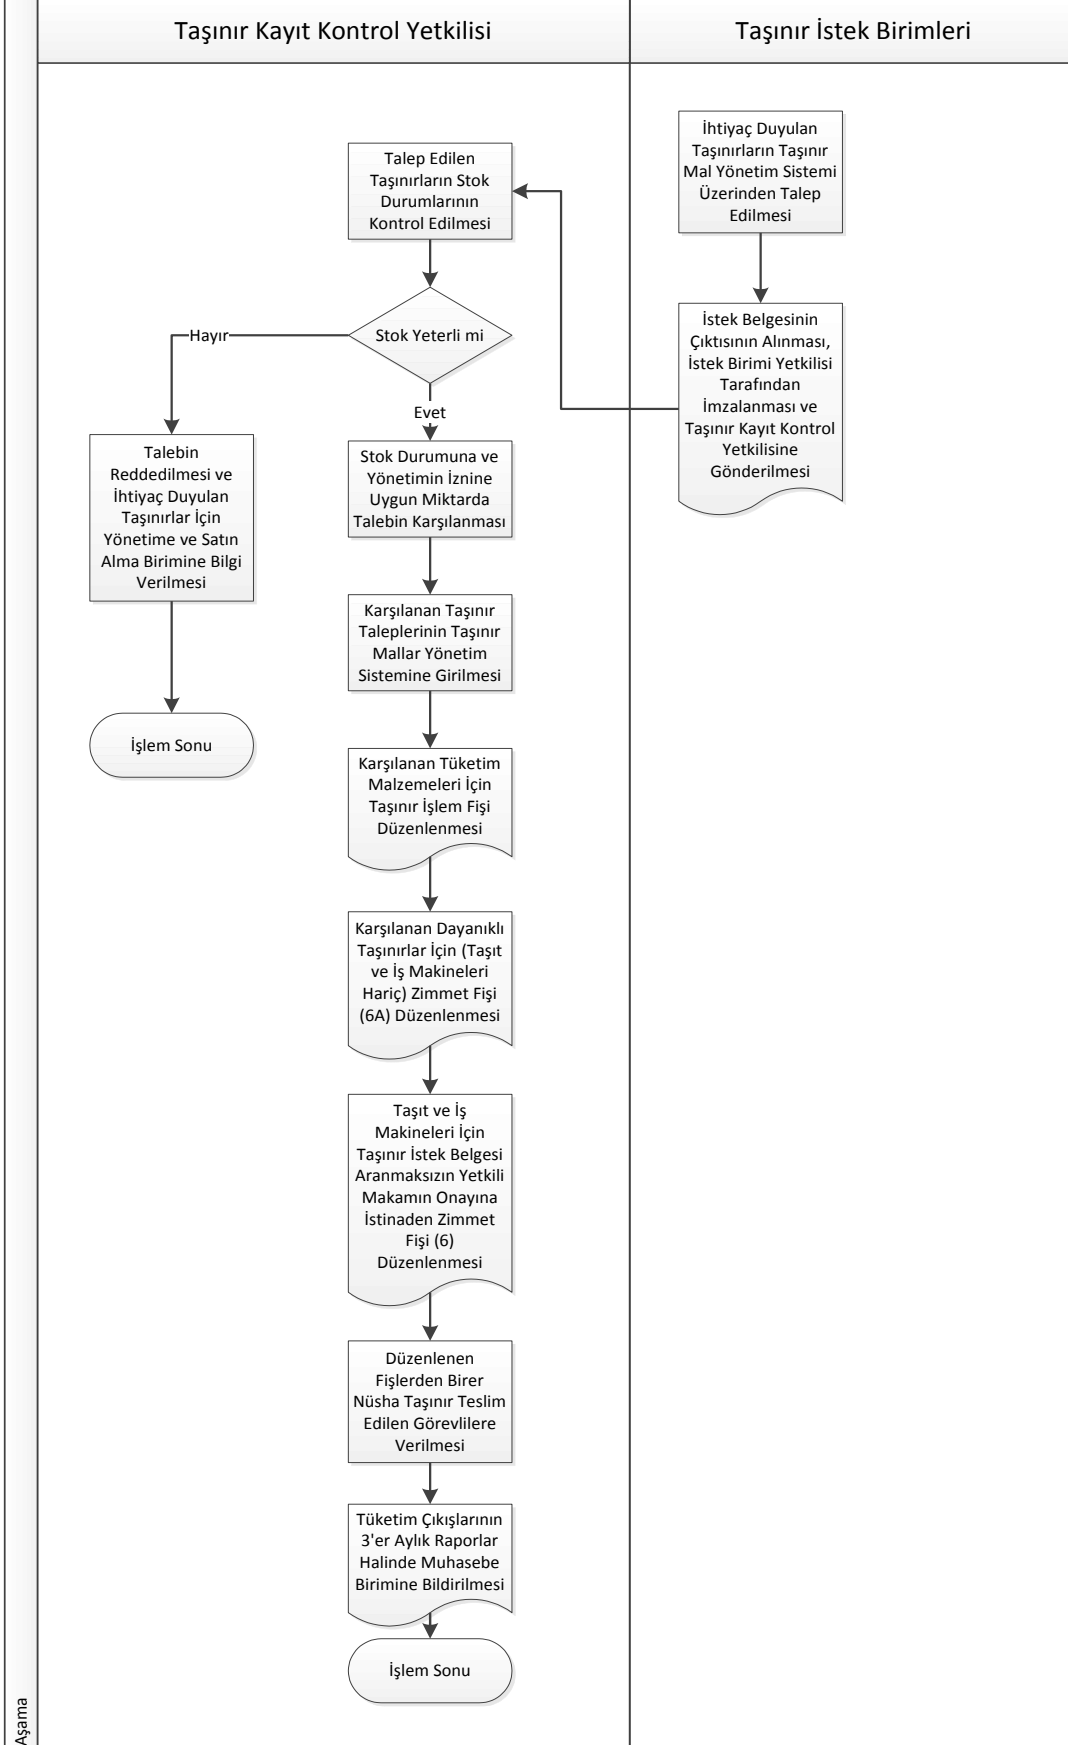 Taşınır Kayıt Kontrol Yetkilisi
Taşınır İstek Birimleri
İhtiyaç Duyulan
Taşınırların Taşınır
Mal Yönetim Sistemi
Üzerinden Talep
Edilmesi
İstek Belgesinin
Çıktısının Alınması,
İstek Birimi Yetkilisi
Tarafından
İmzalanması ve
Taşınır Kayıt Kontrol
Yetkilisine
Gönderilmesi
Talep Edilen
Taşınırların Stok
Durumlarının
Kontrol Edilmesi
Stok Yeterli mi
Hayır
Talebin
Reddedilmesi ve
İhtiyaç Duyulan
Taşınırlar İçin
Yönetime ve Satın
Alma Birimine Bilgi
Verilmesi
İşlem Sonu
Evet
Stok Durumuna ve
Yönetimin İznine
Uygun Miktarda
Talebin Karşılanması
Karşılanan Taşınır
Taleplerinin Taşınır
Mallar Yönetim
Sistemine Girilmesi
Karşılanan Tüketim
Malzemeleri İçin
Taşınır İşlem Fişi
Düzenlenmesi
Karşılanan Dayanıklı
Taşınırlar İçin (Taşıt
ve İş Makineleri
Hariç) Zimmet Fişi
(6A) Düzenlenmesi
Taşıt ve İş
Makineleri İçin
Taşınır İstek Belgesi
Aranmaksızın Yetkili
Makamın Onayına
İstinaden Zimmet
Fişi (6)
Düzenlenmesi
Düzenlenen
Fişlerden Birer
Nüsha Taşınır Teslim
Edilen Görevlilere
Verilmesi
Tüketim Çıkışlarının
3'er Aylık Raporlar
Halinde Muhasebe
Birimine Bildirilmesi
İşlem Sonu
Aşama